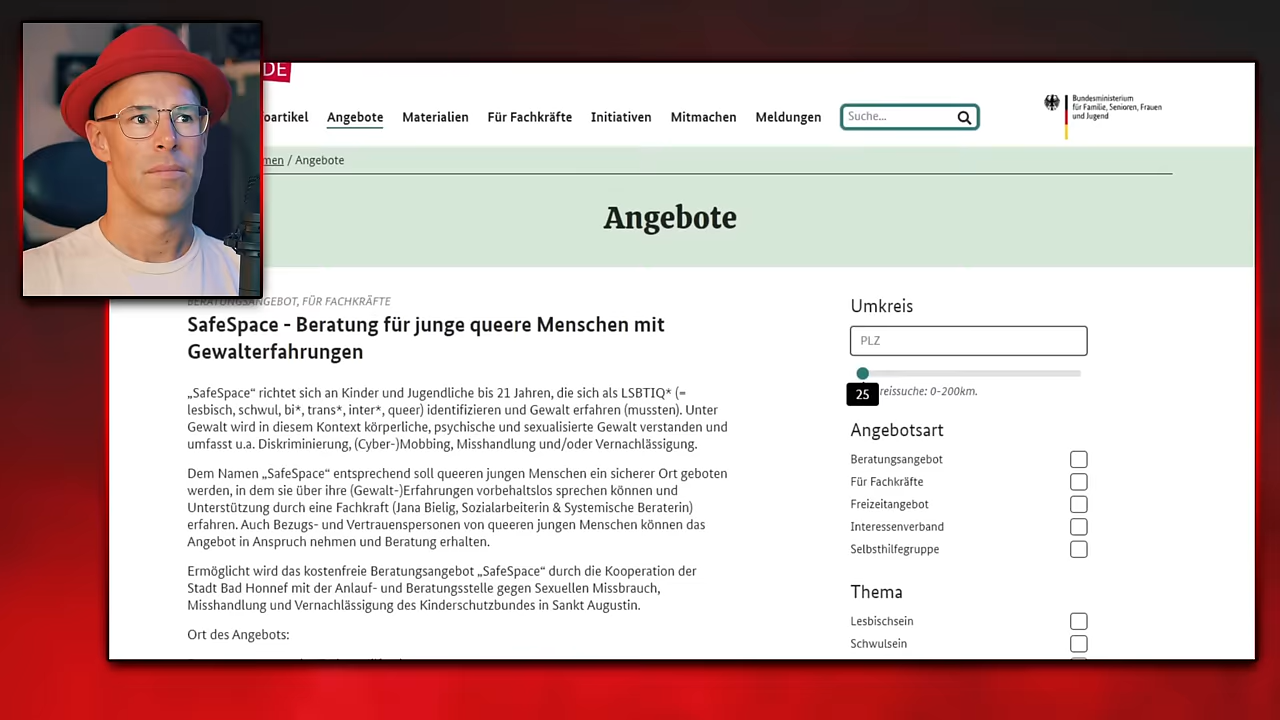 DE
oartikel Angebote Materialien Für Fachkräfte Initiativen Mitmachen Meldungen
Suche...
Bundesministerium
für Familie, Senioren, Frauen
und Jugend
men / Angebote
Angebote
BERATUNGSANGEBOT, FÜR FACHKRÄFTE
SafeSpace - Beratung für junge queere Menschen mit
Gewalterfahrungen
„SafeSpace“ richtet sich an Kinder und Jugendliche bis 21 Jahren, die sich als LSBTIQ* (=
lesbisch, schwul, bi*, trans*, inter*, queer) identifizieren und Gewalt erfahren (mussten). Unter
Gewalt wird in diesem Kontext körperliche, psychische und sexualisierte Gewalt verstanden und
umfasst u.a. Diskriminierung, (Cyber-)Mobbing, Misshandlung und/oder Vernachlässigung.
Dem Namen „SafeSpace“ entsprechend soll queeren jungen Menschen ein sicherer Ort geboten
werden, in dem sie über ihre (Gewalt-)Erfahrungen vorbehaltslos sprechen können und
Unterstützung durch eine Fachkraft (Jana Bielig, Sozialarbeiterin & Systemische Beraterin)
erfahren. Auch Bezugs- und Vertrauenspersonen von queeren jungen Menschen können das
Angebot in Anspruch nehmen und Beratung erhalten.
Ermöglicht wird das kostenfreie Beratungsangebot „SafeSpace“ durch die Kooperation der
Stadt Bad Honnef mit der Anlauf- und Beratungsstelle gegen Sexuellen Missbrauch,
Misshandlung und Vernachlässigung des Kinderschutzbundes in Sankt Augustin.
Ort des Angebots:
Umkreis
PLZ
25
reissuche: 0-200km.
Angebotsart
Beratungsangebot
Für Fachkräfte
Freizeitangebot
Interessenverband
Selbsthilfegruppe
Thema
Lesbischsein
Schwulsein